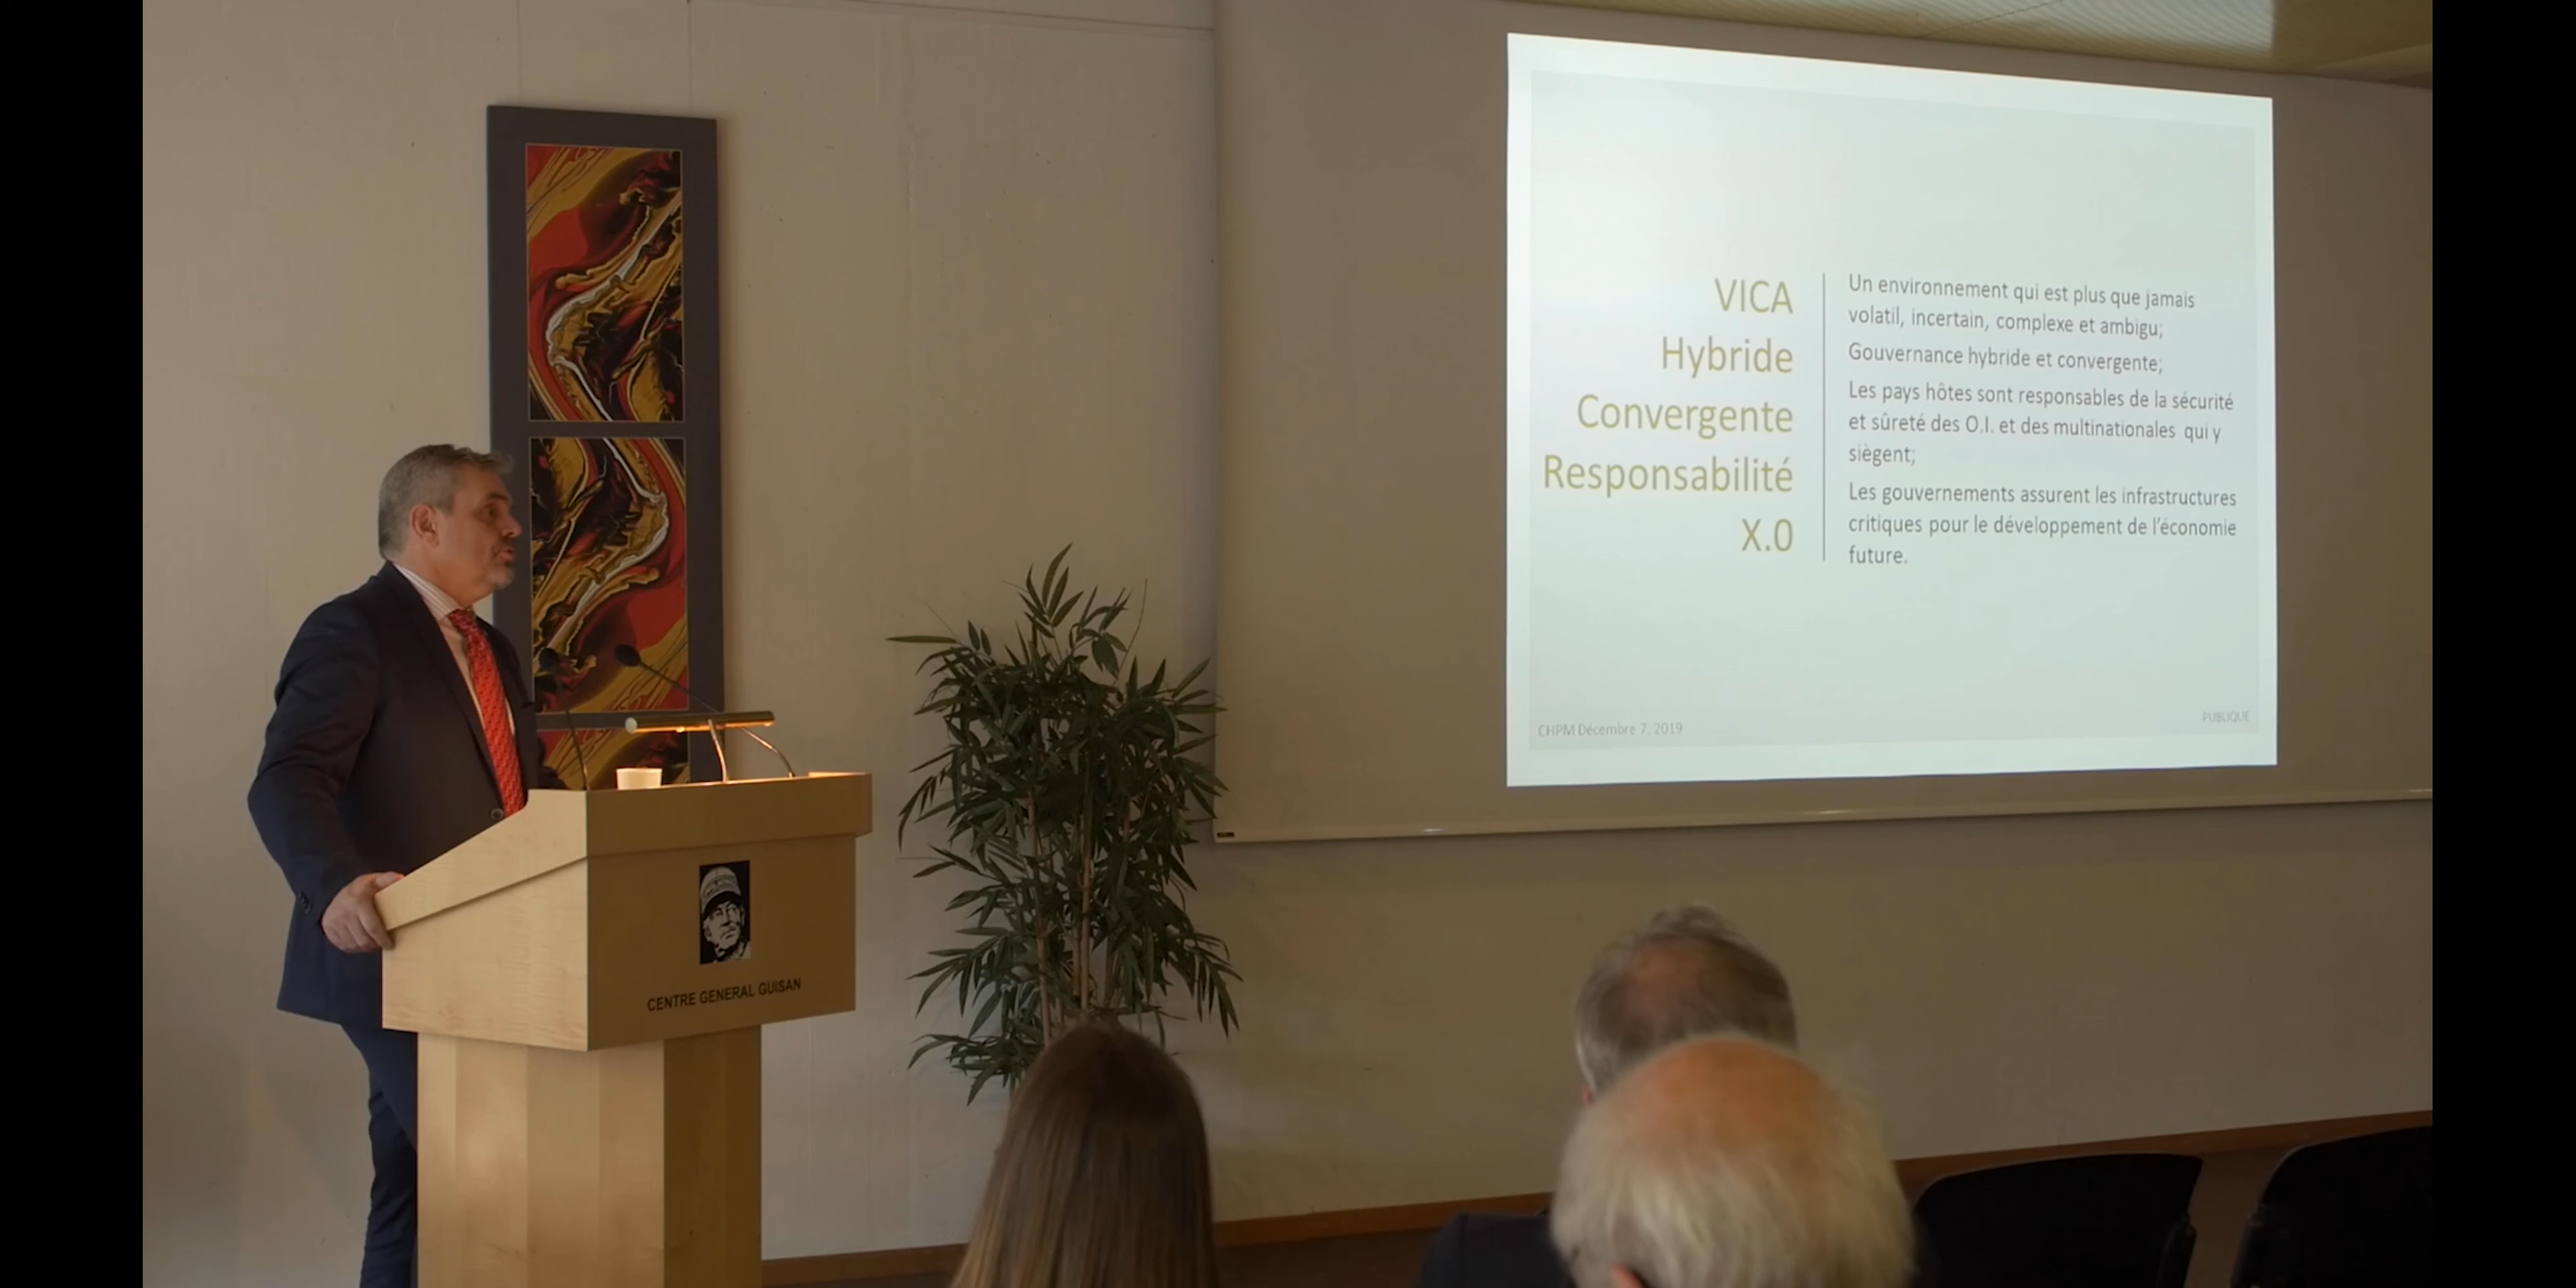 VICA
Hybride
Convergente
Responsabilité
X.0
Un environnement qui est plus que jamais
volatil, incertain, complexe et ambigu;
Gouvernance hybride et convergente;
Les pays hôtes sont responsables de la sécurité
et sûreté des O.I. et des multinationales qui y
siègent;
Les gouvernements assurent les infrastructures
critiques pour le développement de l'économie
future.
CHPM Décembre 7, 2019
PUBLIQUE
CENTRE GENERAL GUISAN